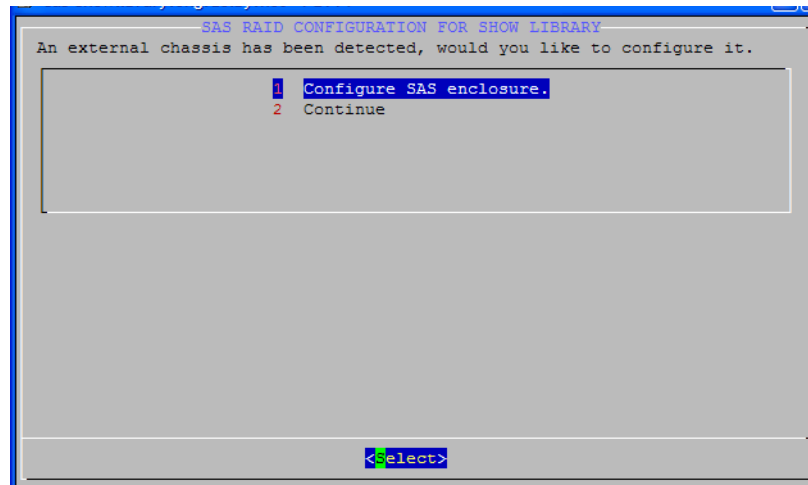 SAS RAID CONFIGURATION FOR SHOW LIBRARY
An external chassis has been detected, would you like to configure it.
1 Configure SAS enclosure.
2 Continue
<Select>